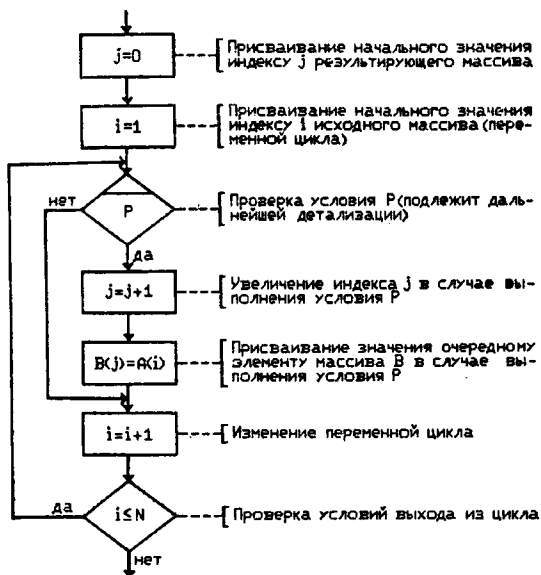 j=0
Присваивание начального значения
индексу j результирующего массива
i=1
Присваивание начального значения
индексу i исходного массива(пере-
менной цикла)
нет
P
Проверка условия P(подлежит даль-
нейшей детализации)
да
j=j+1
Увеличение индекса j в случае вы-
полнения условия P
B(j)=A(i)
Присваивание значения очередному
элементу массива B в случае вы-
полнения условия P
i=i+1
Изменение переменной цикла
да
i≤N
Проверка условий выхода из цикла
нет